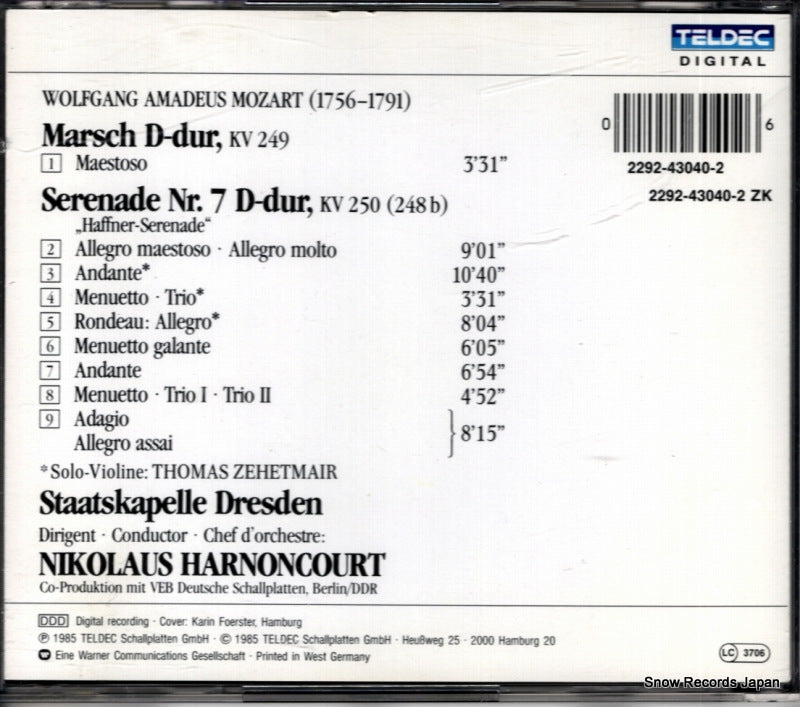 TELDEC
DIGITAL
WOLFGANG AMADEUS MOZART (1756–1791)
Marsch D-dur, KV 249
1 Maestoso 3'31”
0 6
2292-43040-2
2292-43040-2 ZK
Serenade Nr. 7 D-dur, KV 250 (248 b)
„Haffner-Serenade“
2 Allegro maestoso · Allegro molto 9'01”
3 Andante* 10'40”
4 Menuetto · Trio* 3'31”
5 Rondeau: Allegro* 8'04”
6 Menuetto galante 6'05”
7 Andante 6'54”
8 Menuetto · Trio I · Trio II 4'52”
9 Adagio
Allegro assai } 8'15”
*Solo-Violine: THOMAS ZEHETMAIR
Staatskapelle Dresden
Dirigent · Conductor · Chef d'orchestre:
NIKOLAUS HARNONCOURT
Co-Produktion mit VEB Deutsche Schallplatten, Berlin/DDR
DDD Digital recording · Cover: Karin Foerster, Hamburg
℗ 1985 TELDEC Schallplatten GmbH · © 1985 TELDEC Schallplatten GmbH · Heußweg 25 · 2000 Hamburg 20
Eine Warner Communications Gesellschaft · Printed in West Germany
LC 3706
Snow Records Japan